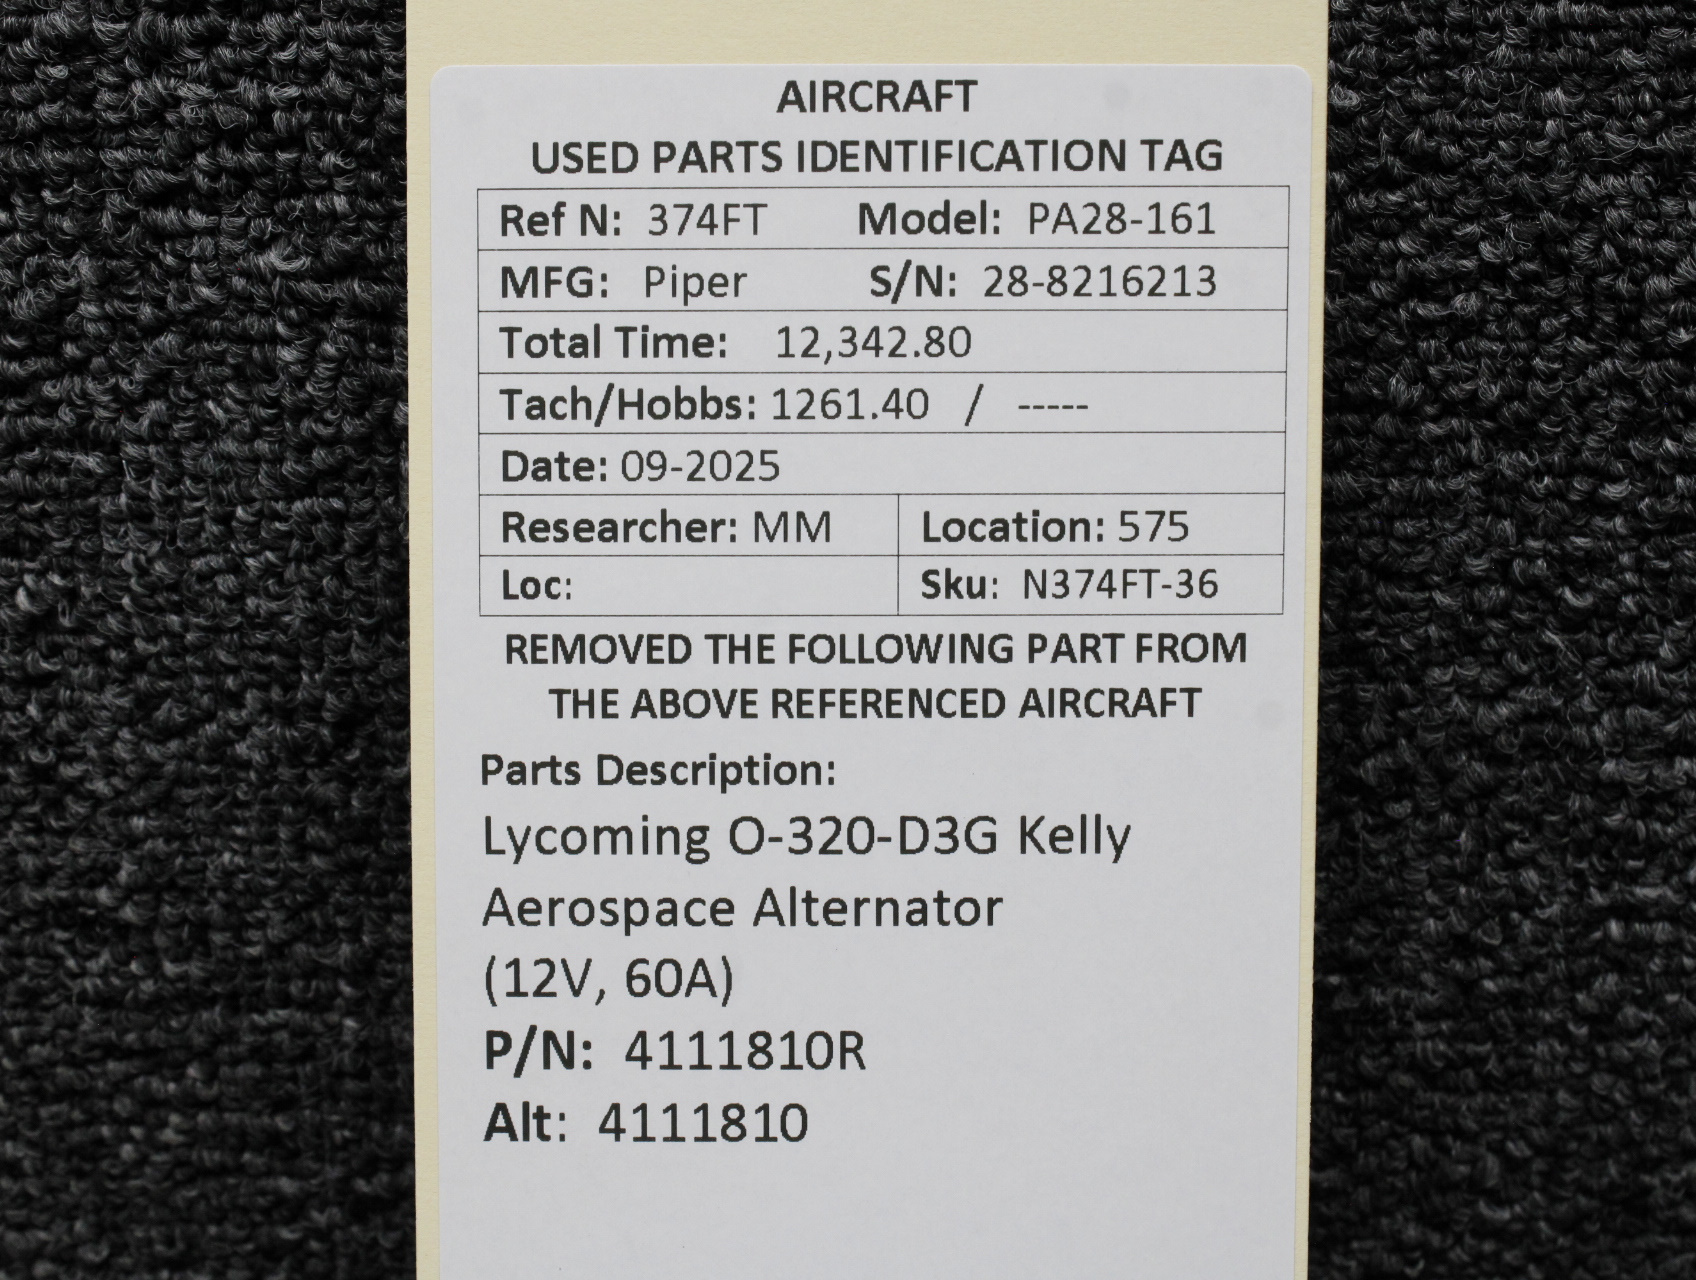 AIRCRAFT
USED PARTS IDENTIFICATION TAG
Ref N: 374FT Model: PA28-161
MFG: Piper S/N: 28-8216213
Total Time: 12,342.80
Tach/Hobbs: 1261.40 / -----
Date: 09-2025
Researcher: MM Location: 575
Loc: Sku: N374FT-36
REMOVED THE FOLLOWING PART FROM
THE ABOVE REFERENCED AIRCRAFT
Parts Description:
Lycoming O-320-D3G Kelly
Aerospace Alternator
(12V, 60A)
P/N: 4111810R
Alt: 4111810